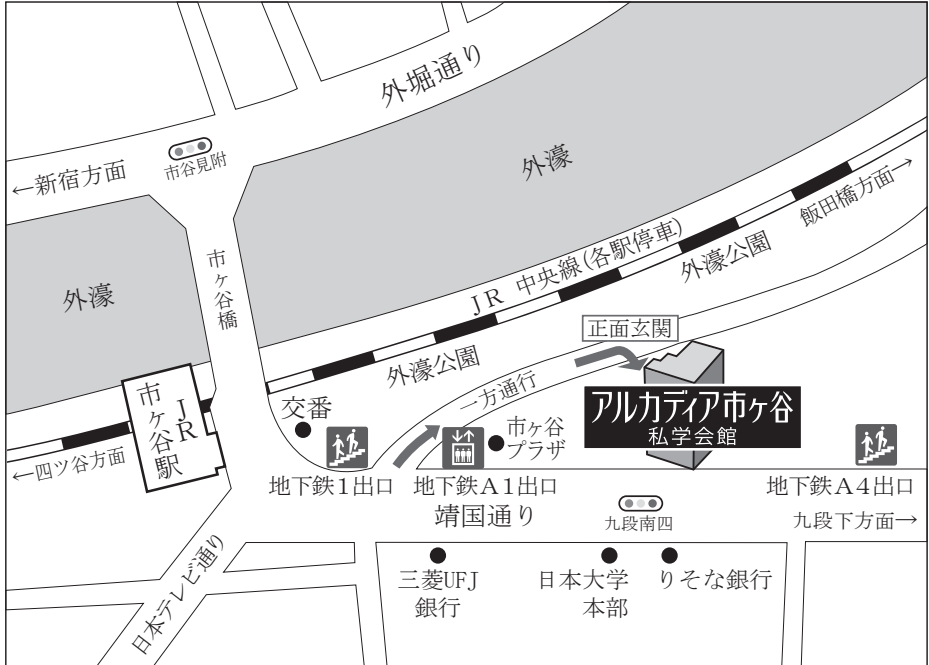 外堀通り
市谷見附
←新宿方面
外濠
飯田橋方面→
市ヶ谷橋
JR 中央線(各駅停車)
外濠公園
外濠
正面玄関
外濠公園
一方通行
アルカディア市ヶ谷
私学会館
JR
市ヶ谷駅
交番
市ヶ谷
プラザ
←四ツ谷方面
地下鉄1出口
地下鉄A1出口
地下鉄A4出口
靖国通り
九段南四
九段下方面→
日本テレビ通り
三菱UFJ
銀行
日本大学
本部
りそな銀行